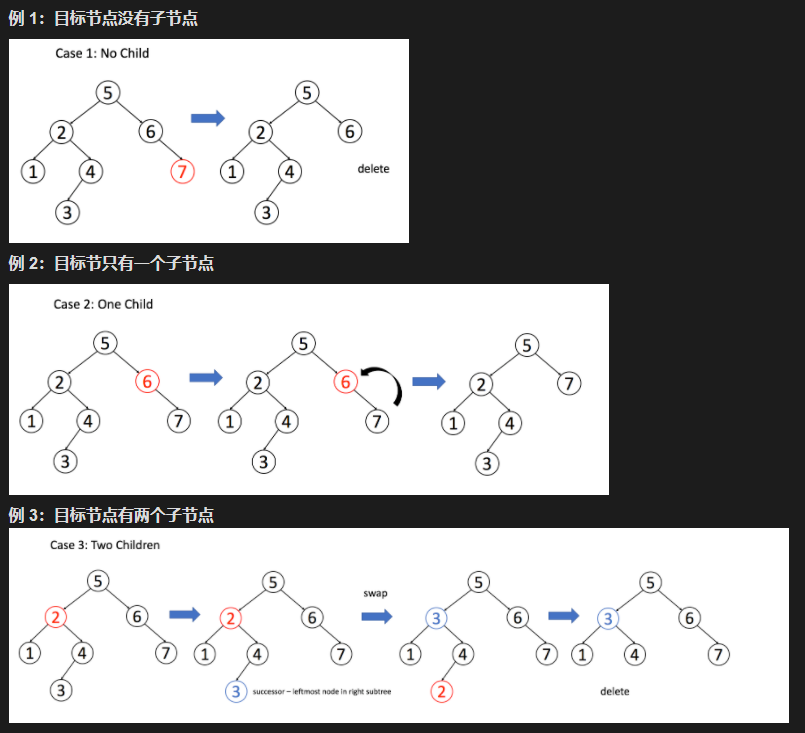 例 1：目标节点没有子节点
Case 1: No Child
5 5
2 6 2 6
1 4 7 1 4 delete
3 3
例 2：目标节只有一个子节点
Case 2: One Child
5 5 5
2 6 2 6 2 7
1 4 7 1 4 7 1 4
3 3 3
例 3：目标节点有两个子节点
Case 3: Two Children
5 5 swap 5 5
2 6 2 6 3 6 3 6
1 4 7 1 4 7 1 4 7 1 4 7
3 3 successor – leftmost node in right subtree 2 delete